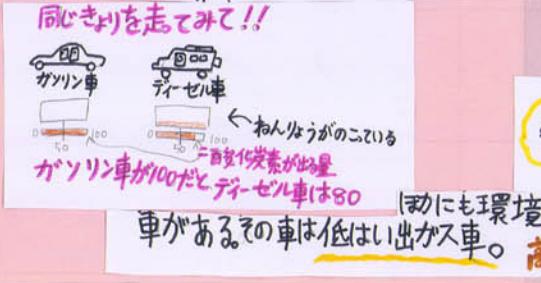 同じきょりを走ってみて!!
ガソリン車
ディーゼル車
0 50 100
0 50 100
←ねんりょうがのこっている
二酸化炭素が出る量
ガソリン車が100だと、ディーゼル車は80
ほかにも環境
車がある。その車は低はい出がス車。